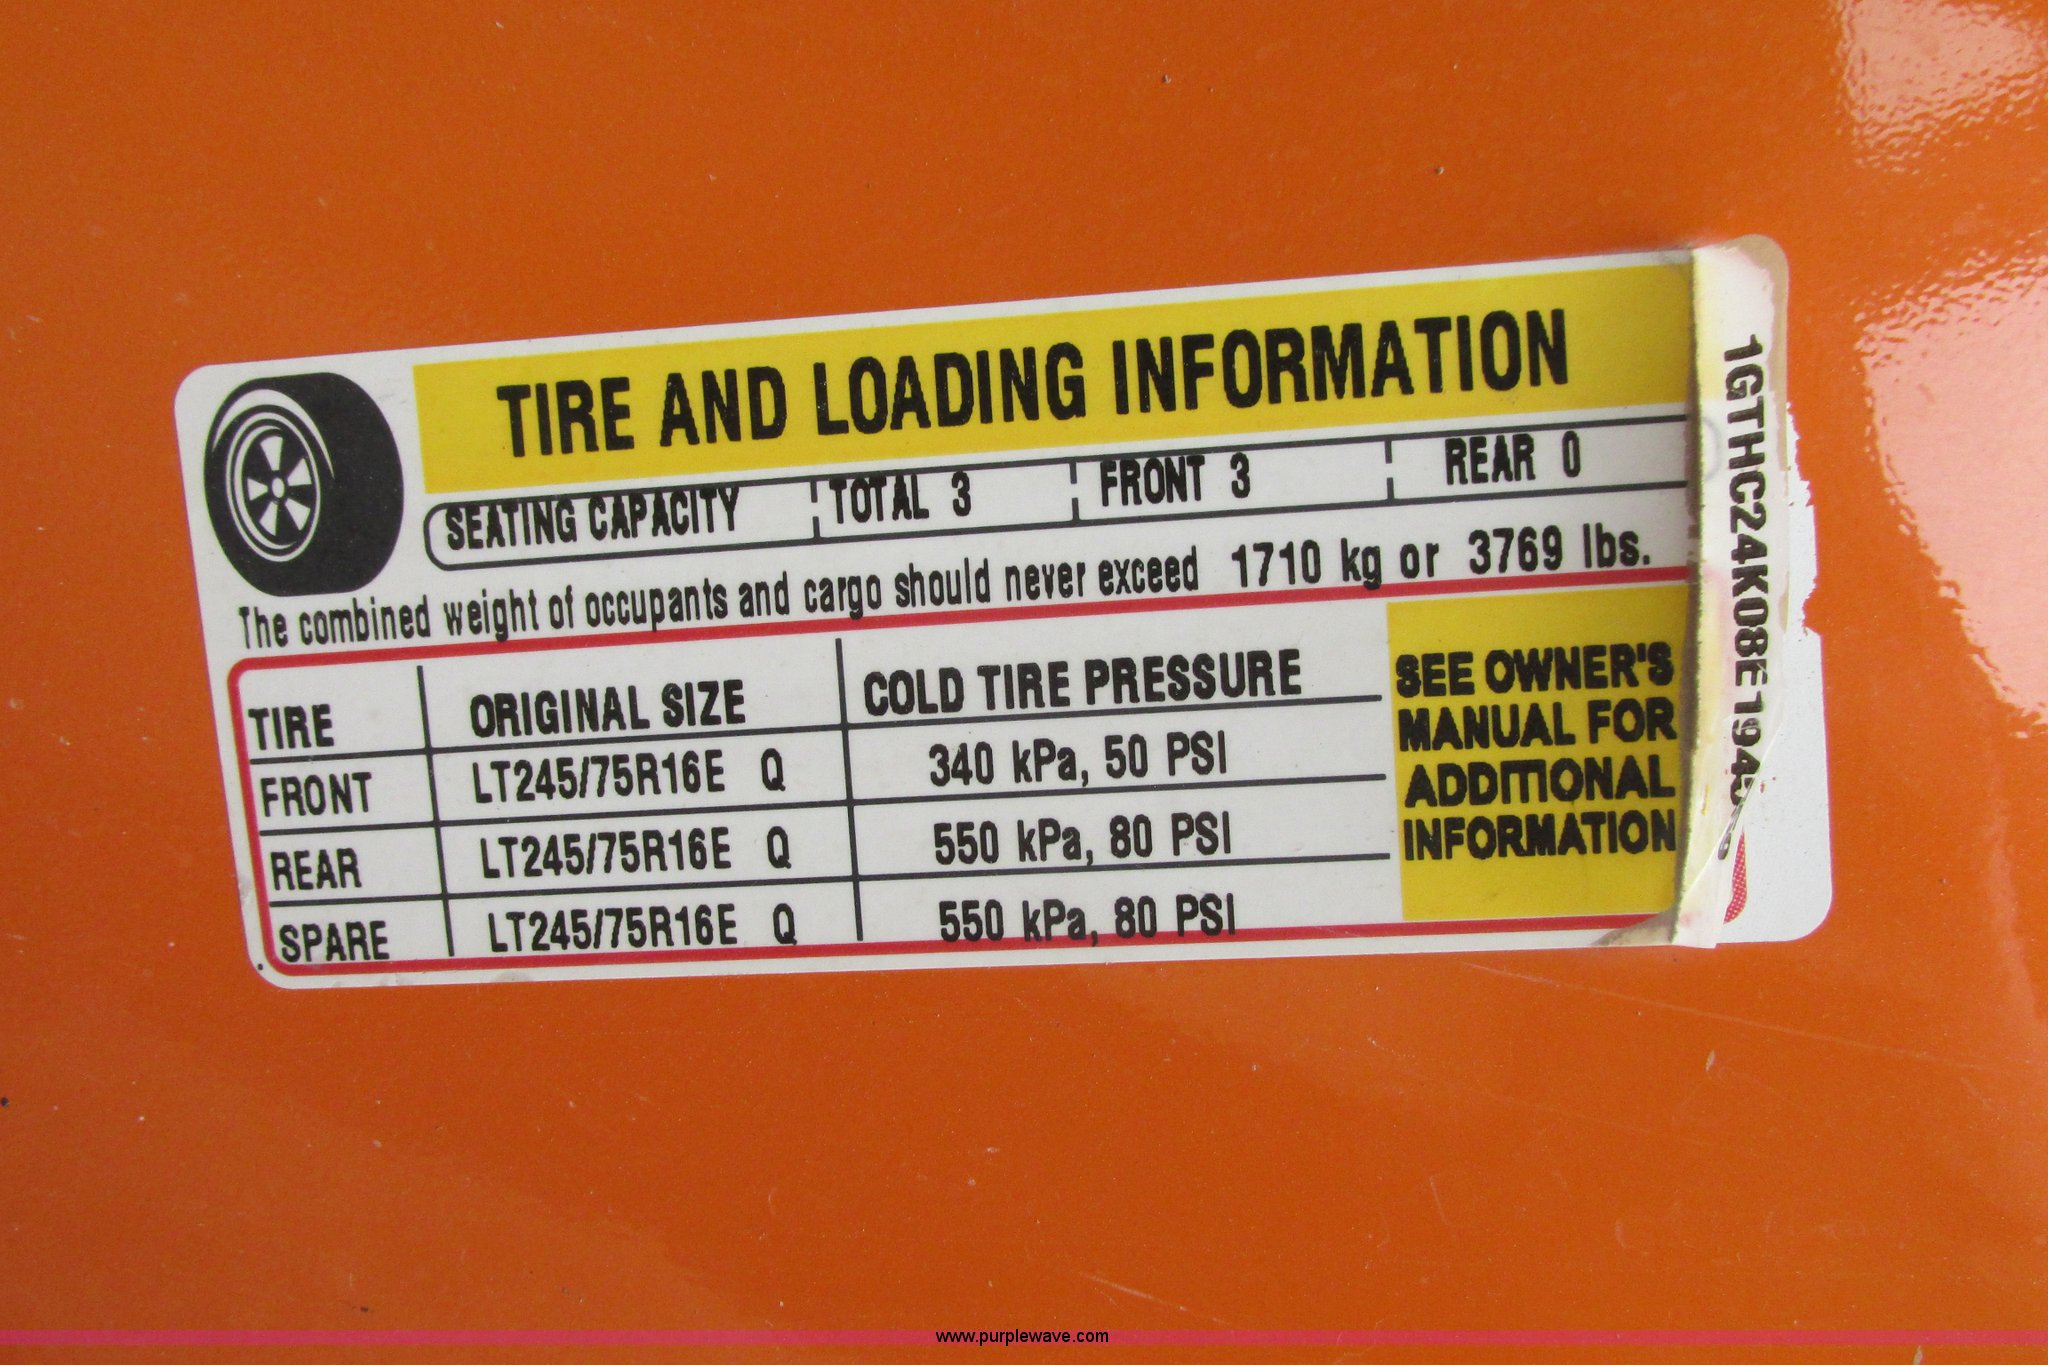 TIRE AND LOADING INFORMATION
SEATING CAPACITY TOTAL 3 FRONT 3 REAR 0
The combined weight of occupants and cargo should never exceed 1710 kg or 3769 lbs.
TIRE ORIGINAL SIZE COLD TIRE PRESSURE
FRONT LT245/75R16E Q 340 kPa, 50 PSI
REAR LT245/75R16E Q 550 kPa, 80 PSI
SPARE LT245/75R16E Q 550 kPa, 80 PSI
SEE OWNER'S
MANUAL FOR
ADDITIONAL
INFORMATION
www.purplewave.com